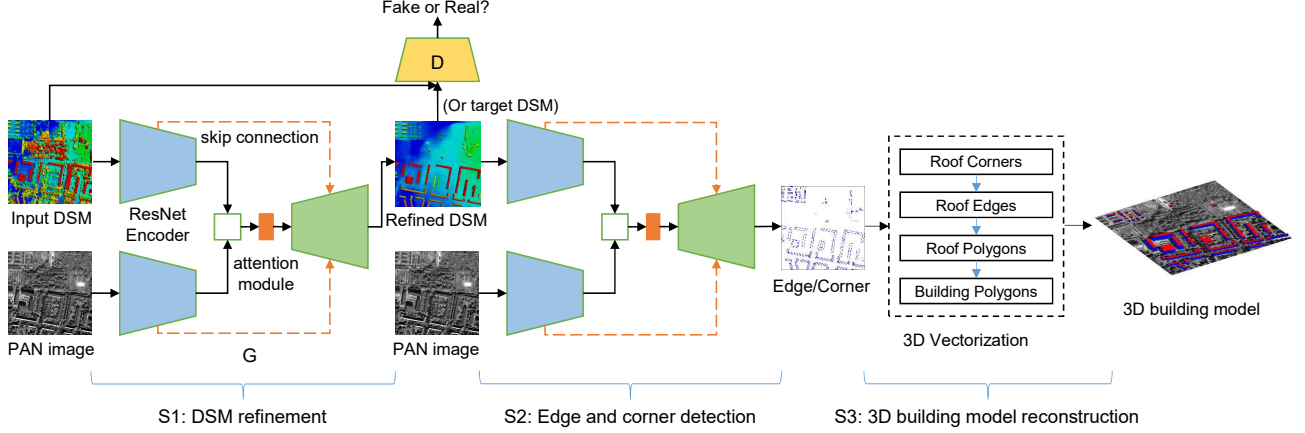 Fake or Real?
D
(Or target DSM)
skip connection
Input DSM
ResNet
Encoder
Refined DSM
attention
module
PAN image
G
PAN image
Edge/Corner
Roof Corners
Roof Edges
Roof Polygons
Building Polygons
3D Vectorization
3D building model
S1: DSM refinement
S2: Edge and corner detection
S3: 3D building model reconstruction